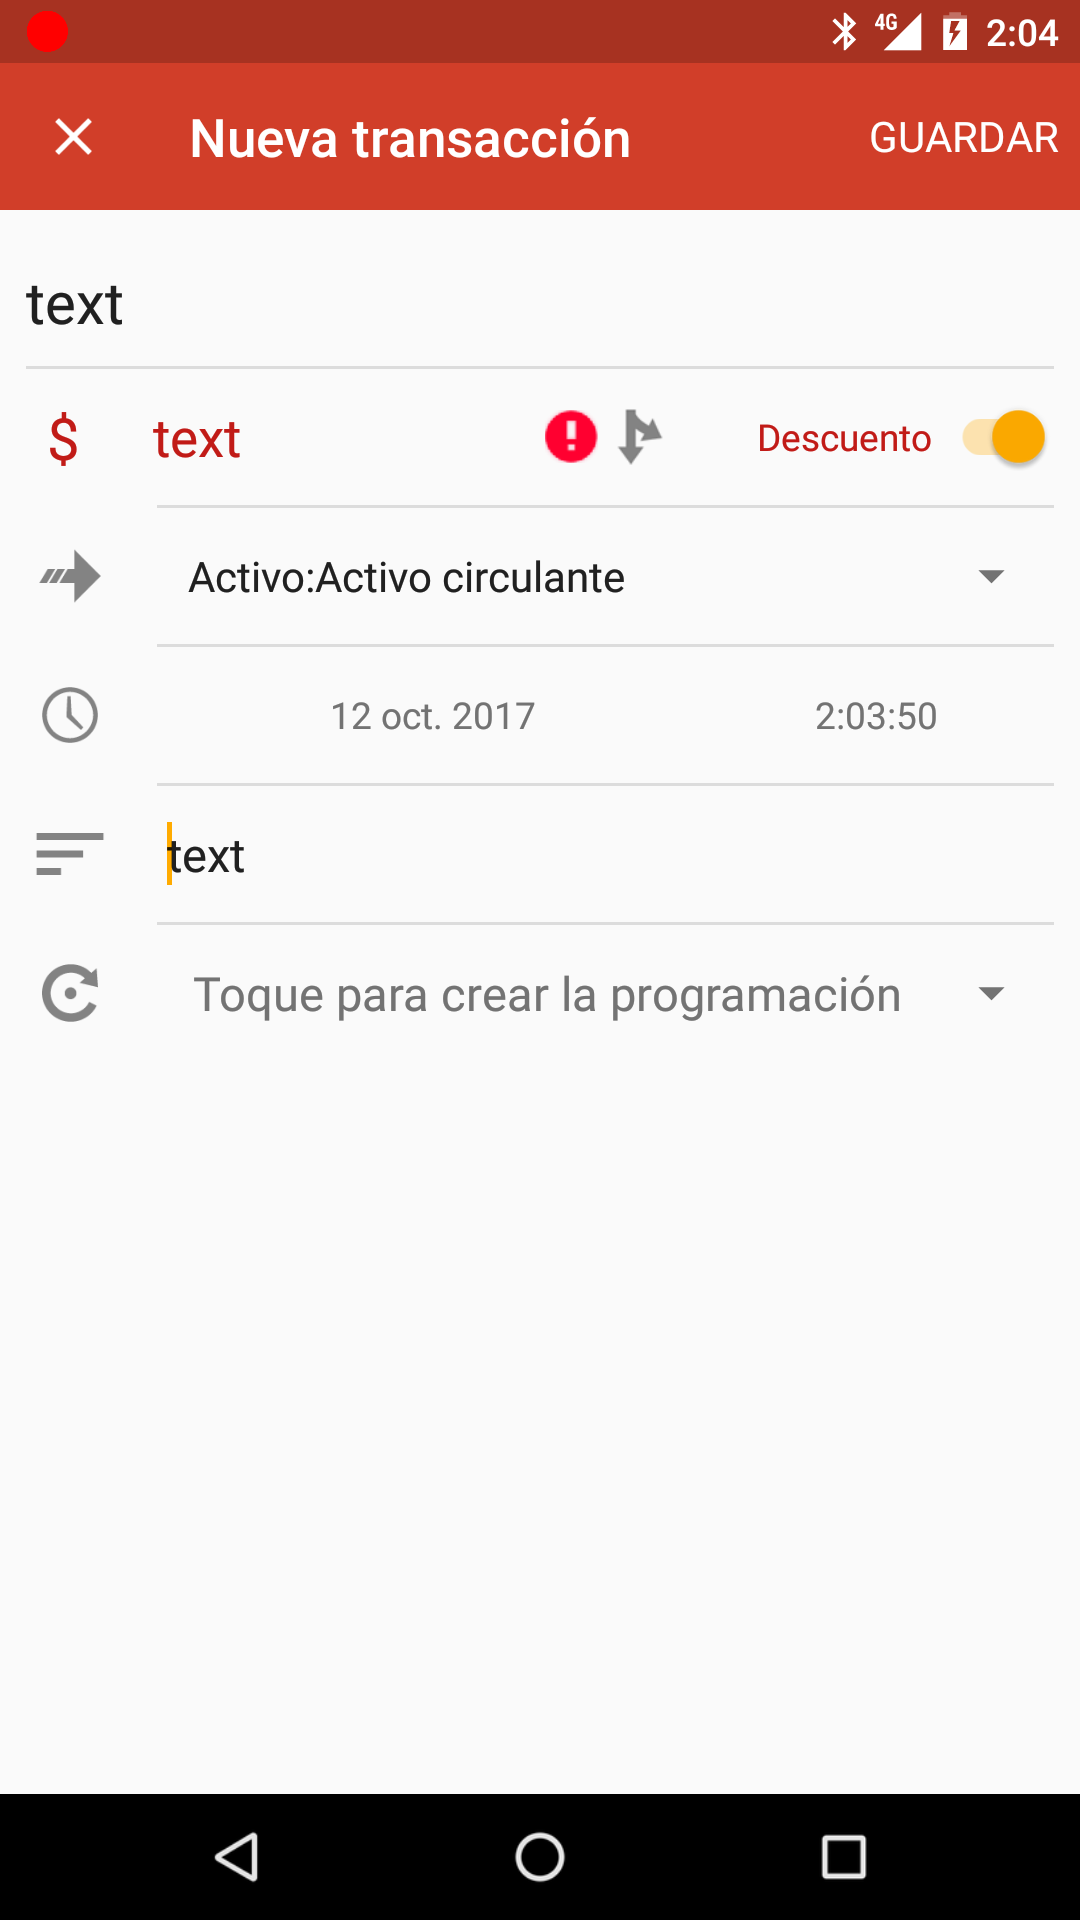 4G 2:04
Nueva transacción GUARDAR
text
$ text Descuento
Activo:Activo circulante
12 oct. 2017 2:03:50
text
Toque para crear la programación